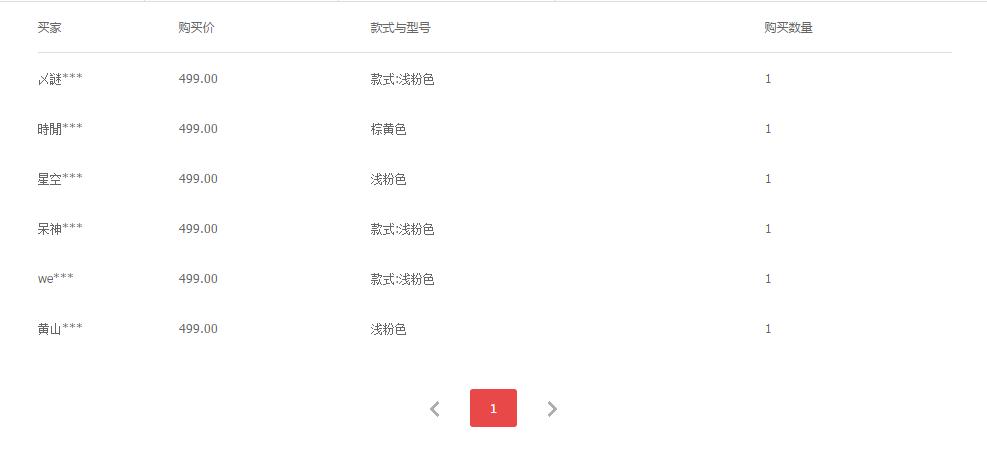 买家 购买价 款式与型号 购买数量
乄謎*** 499.00 款式:浅粉色 1
時閒*** 499.00 棕黄色 1
星空*** 499.00 浅粉色 1
呆神*** 499.00 款式:浅粉色 1
we*** 499.00 款式:浅粉色 1
黄山*** 499.00 浅粉色 1
1